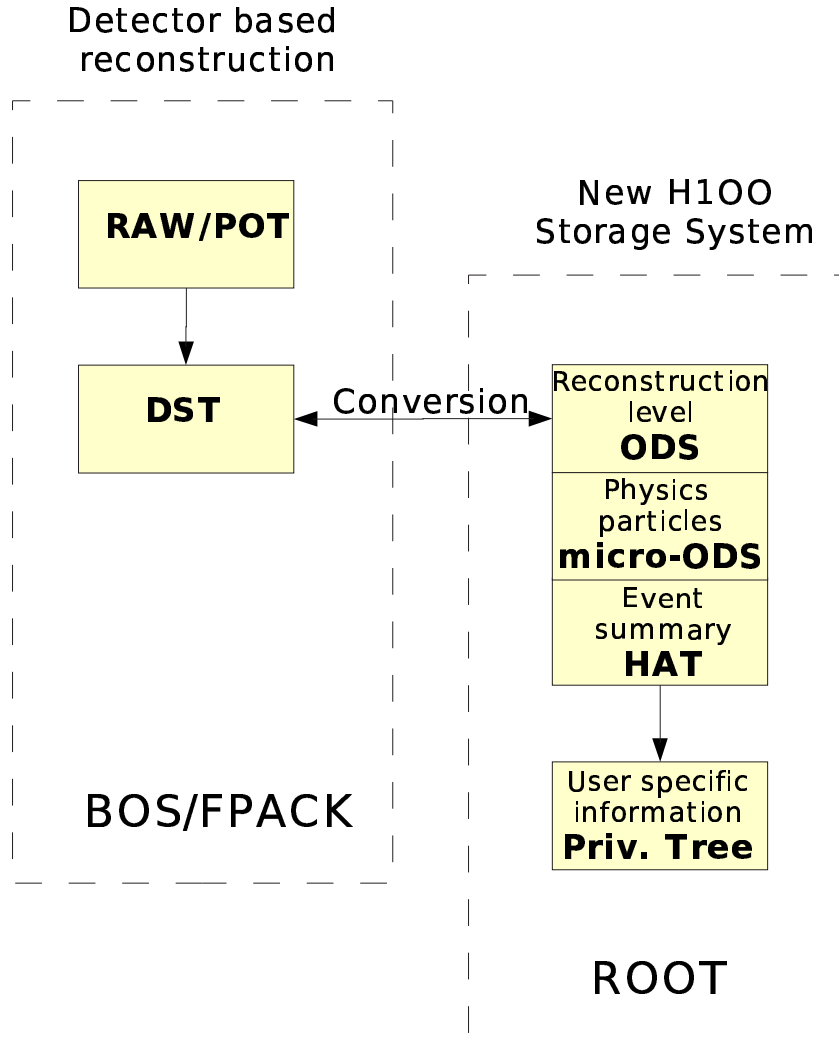 Detector based
reconstruction
RAW/POT
DST
BOS/FPACK
Conversion
New H1OO
Storage System
Reconstruction
level
ODS
Physics
particles
micro-ODS
Event
summary
HAT
User specific
information
Priv. Tree
ROOT